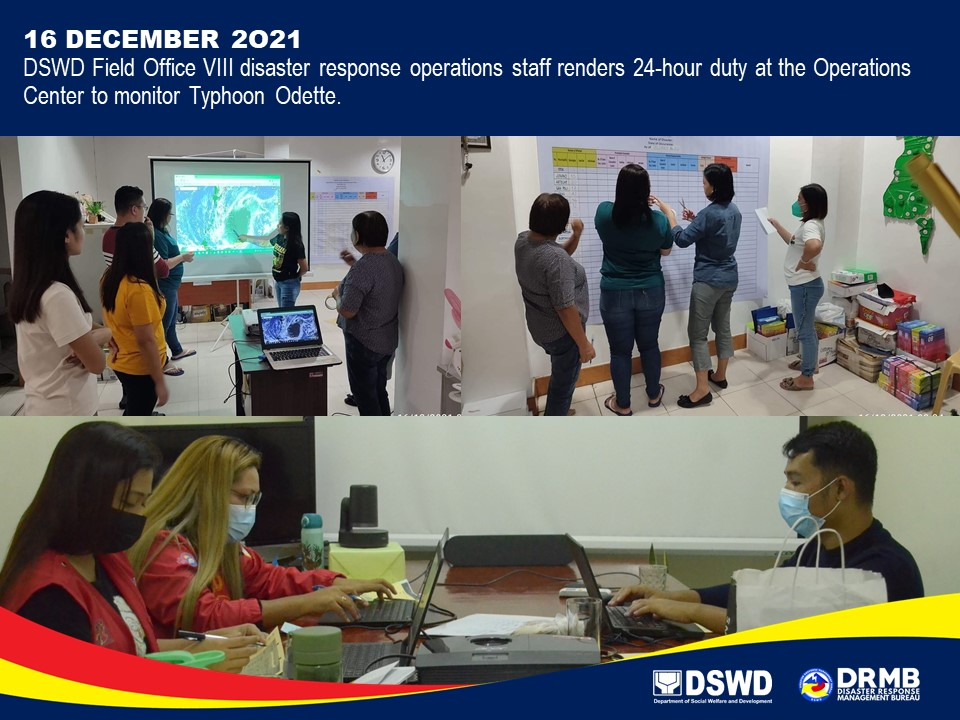 16 DECEMBER 2O21
DSWD Field Office VIII disaster response operations staff renders 24-hour duty at the Operations
Center to monitor Typhoon Odette.
DSWD
Department of Social Welfare and Development
DRMB
DISASTER RESPONSE
MANAGEMENT BUREAU